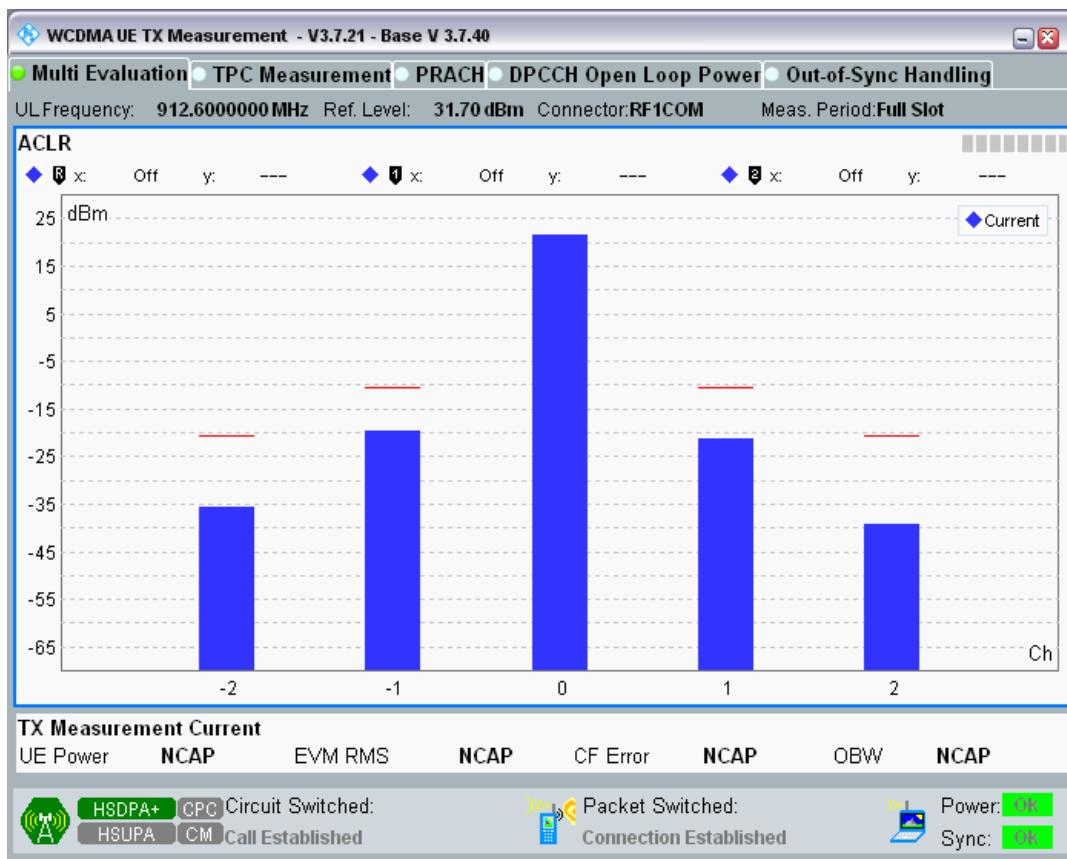 WCDMA UE TX Measurement - V3.7.21 - Base V 3.7.40
Multi Evaluation TPC Measurement PRACH DPCCH Open Loop Power Out-of-Sync Handling
UL Frequency: 912.6000000 MHz Ref. Level: 31.70 dBm Connector:RF1COM Meas. Period:Full Slot
ACLR
R x: Off y: --- 1 x: Off y: --- 2 x: Off y: ---
dBm
Current
25
15
5
-5
-15
-25
-35
-45
-55
-65
Ch
-2 -1 0 1 2
TX Measurement Current
UE Power NCAP EVM RMS NCAP CF Error NCAP OBW NCAP
HSDPA+ CPC Circuit Switched: Packet Switched: Power: OK
HSUPA CM Call Established Connection Established Sync: OK